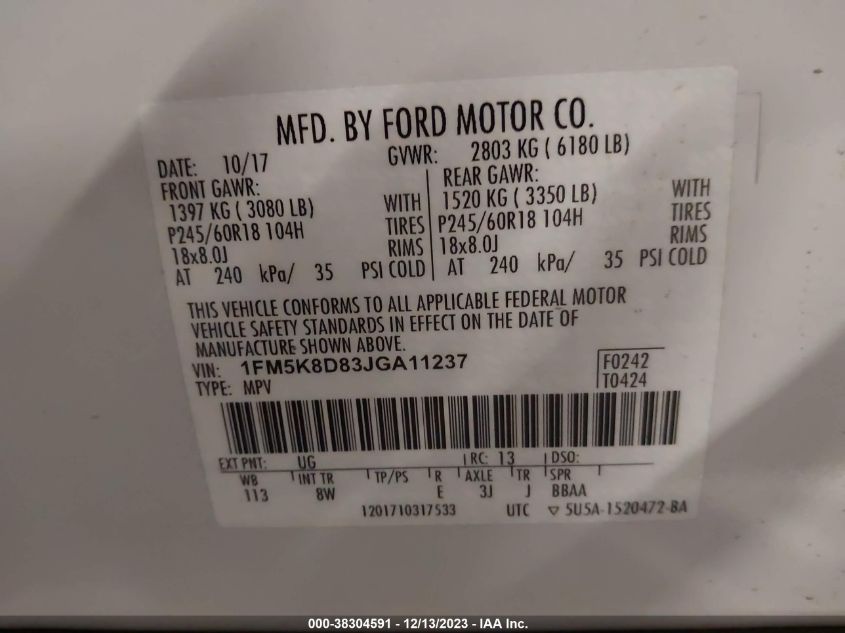 MFD. BY FORD MOTOR CO.
DATE: 10/17 GVWR: 2803 KG ( 6180 LB)
FRONT GAWR: REAR GAWR:
1397 KG ( 3080 LB) WITH 1520 KG ( 3350 LB) WITH
P245/60R18 104H TIRES P245/60R18 104H TIRES
18x8.0J RIMS 18x8.0J RIMS
AT 240 kPa/ 35 PSI COLD AT 240 kPa/ 35 PSI COLD
THIS VEHICLE CONFORMS TO ALL APPLICABLE FEDERAL MOTOR
VEHICLE SAFETY STANDARDS IN EFFECT ON THE DATE OF
MANUFACTURE SHOWN ABOVE.
VIN: 1FM5K8D83JGA11237 F0242
TYPE: MPV T0424
EXT PNT: UG RC: 13 DSO:
WB INT TR TP/PS R AXLE TR SPR
113 8W E 3J J BBAA
1201710317533 UTC ▽ 5U5A-1520472-BA
000-38304591 - 12/13/2023 - IAA Inc.